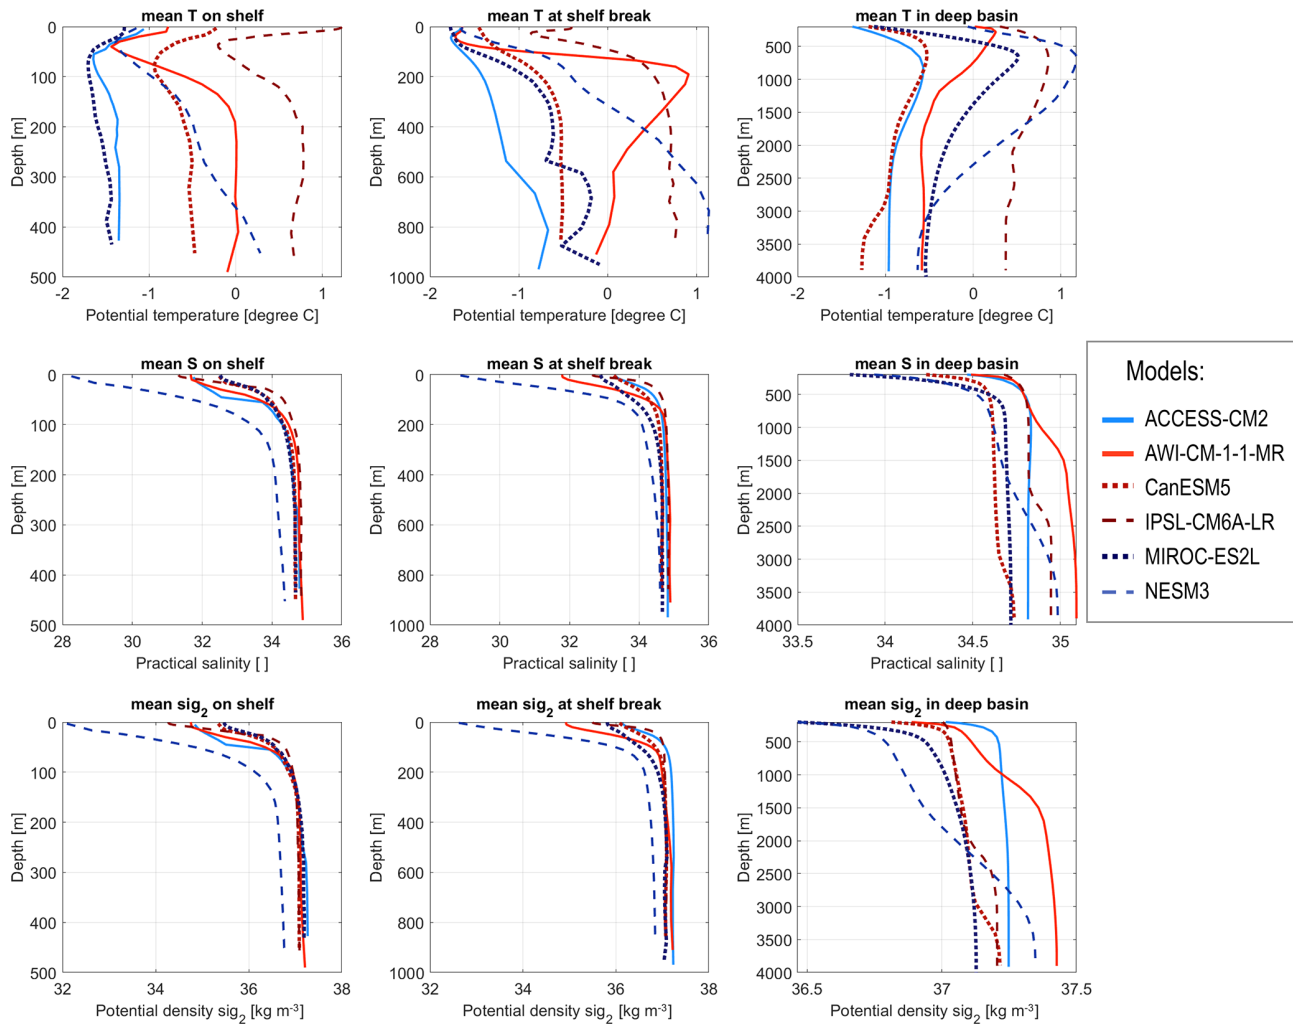 mean T on shelf
0
100
200
300
400
500
Depth [m]
-2
-1
0
1
Potential temperature [degree C]
mean T at shelf break
0
200
400
600
800
1000
Depth [m]
-2
-1
0
1
Potential temperature [degree C]
mean T in deep basin
500
1000
1500
2000
2500
3000
3500
4000
Depth [m]
-2
-1
0
1
Potential temperature [degree C]
mean S on shelf
0
100
200
300
400
500
Depth [m]
28
30
32
34
36
Practical salinity [ ]
mean S at shelf break
0
200
400
600
800
1000
Depth [m]
28
30
32
34
36
Practical salinity [ ]
mean S in deep basin
500
1000
1500
2000
2500
3000
3500
4000
Depth [m]
33.5
34
34.5
35
Practical salinity [ ]
Models:
ACCESS-CM2
AWI-CM-1-1-MR
CanESM5
IPSL-CM6A-LR
MIROC-ES2L
NESM3
mean sig2 on shelf
0
100
200
300
400
500
Depth [m]
32
34
36
38
Potential density sig2 [kg m-3]
mean sig2 at shelf break
0
200
400
600
800
1000
Depth [m]
32
34
36
38
Potential density sig2 [kg m-3]
mean sig2 in deep basin
500
1000
1500
2000
2500
3000
3500
4000
Depth [m]
36.5
37
37.5
Potential density sig2 [kg m-3]